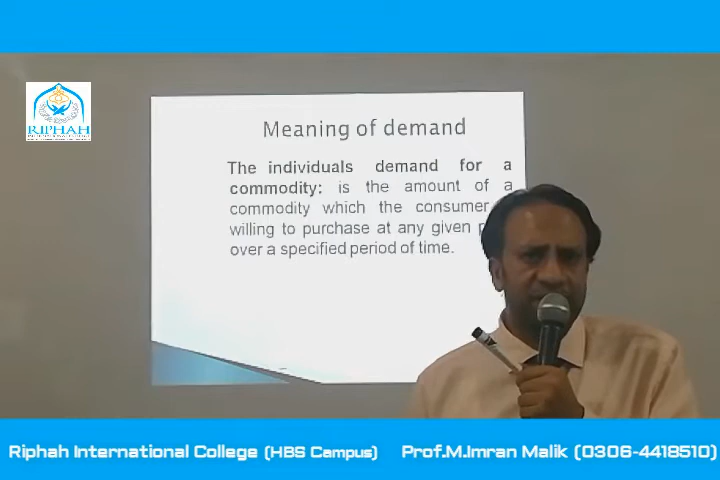 RIPHAH
Meaning of demand
The individuals demand for a
commodity: is the amount of a
commodity which the consumer
willing to purchase at any given
over a specified period of time.
Riphah International College (HBS Campus) Prof.M.Imran Malik (0306-4418510)